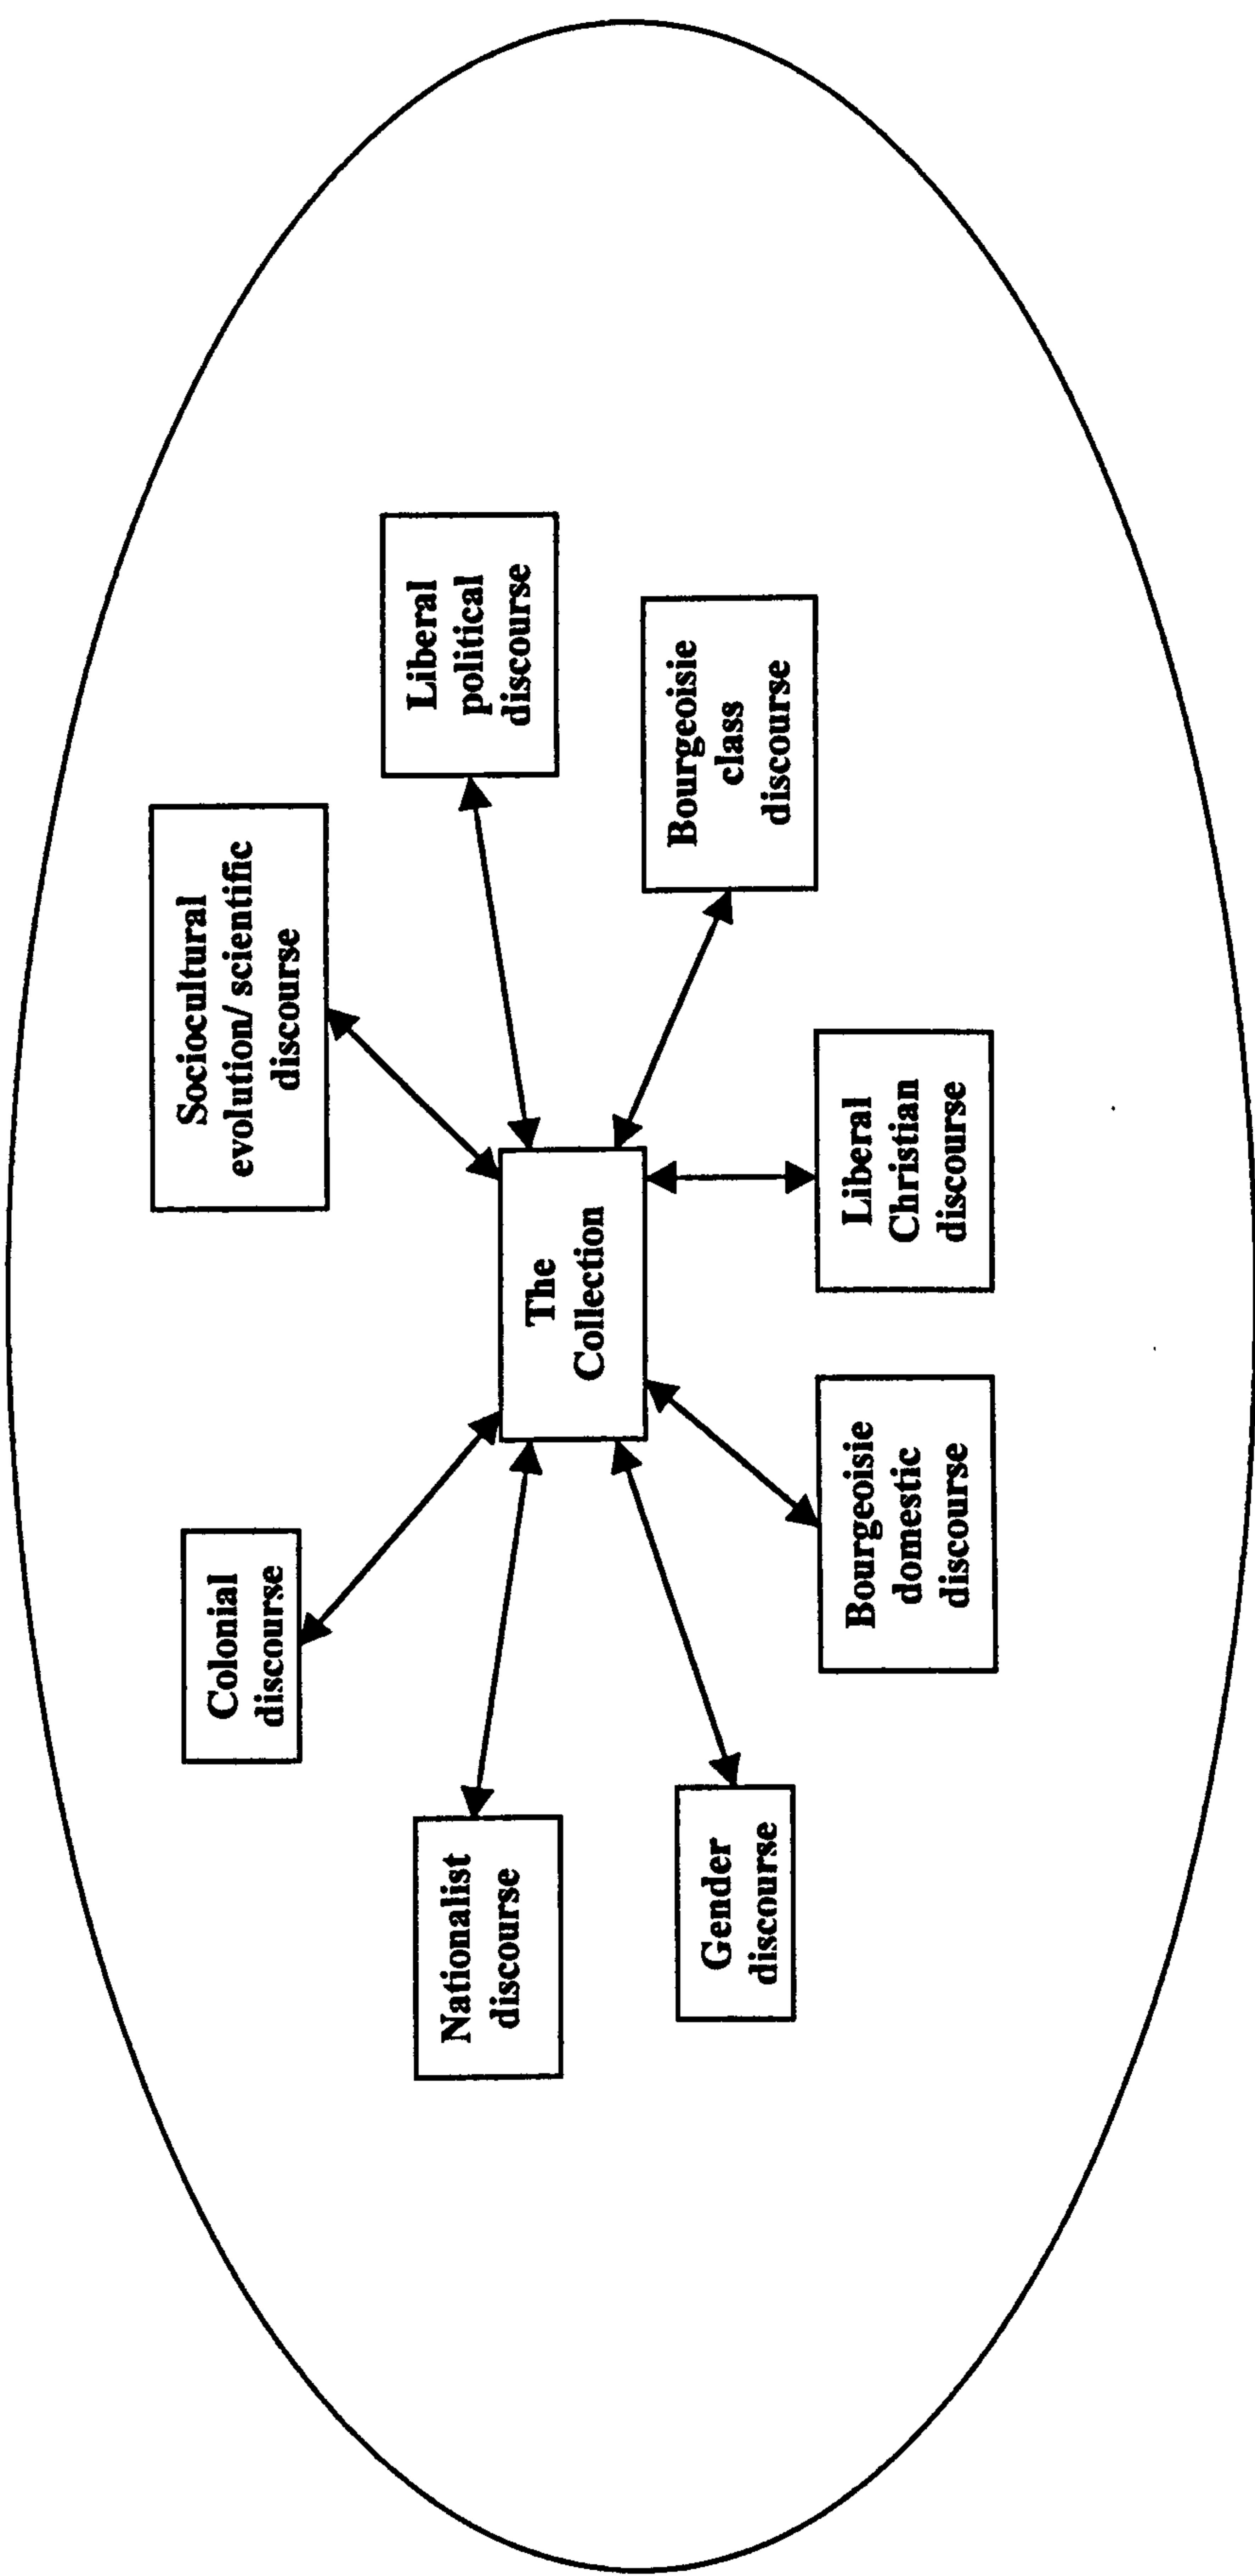 Colonial
discourse
Sociocultural
evolution/ scientific
discourse
Nationalist
discourse
Liberal
political
discourse
The
Collection
Gender
discourse
Bourgeoisie
class
discourse
Bourgeoisie
domestic
discourse
Liberal
Christian
discourse